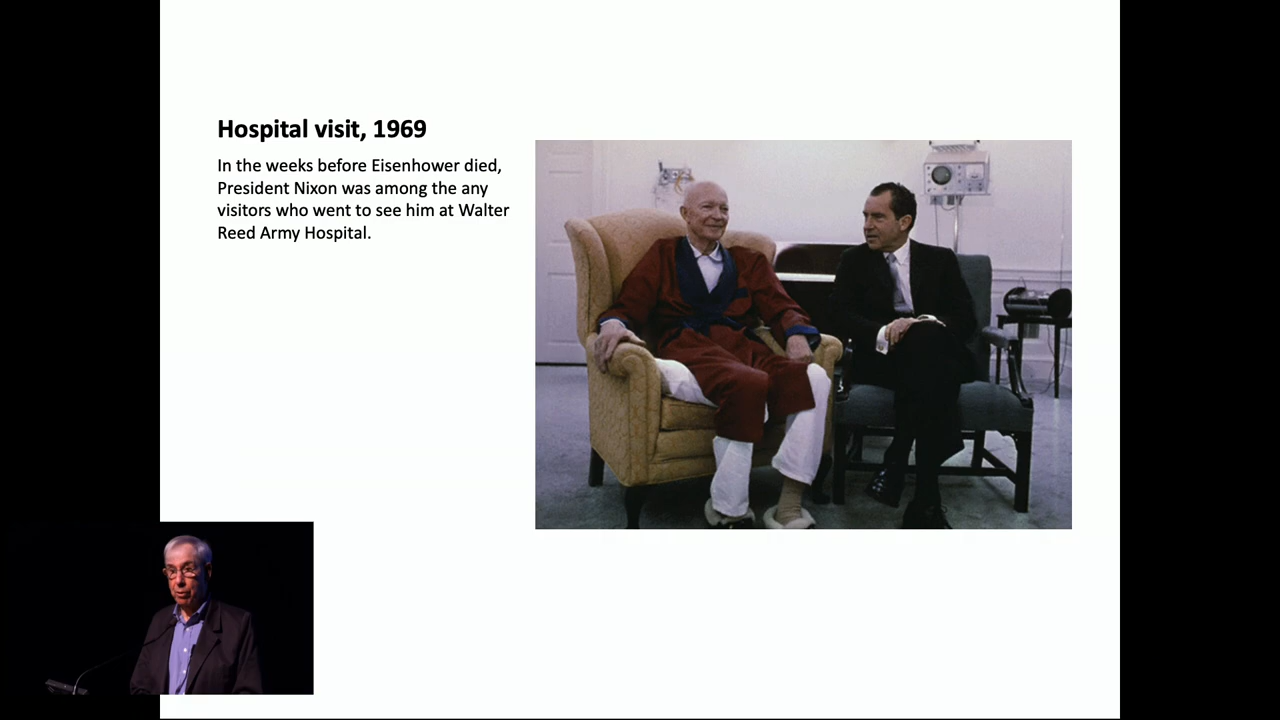 Hospital visit, 1969
In the weeks before Eisenhower died,
President Nixon was among the any
visitors who went to see him at Walter
Reed Army Hospital.